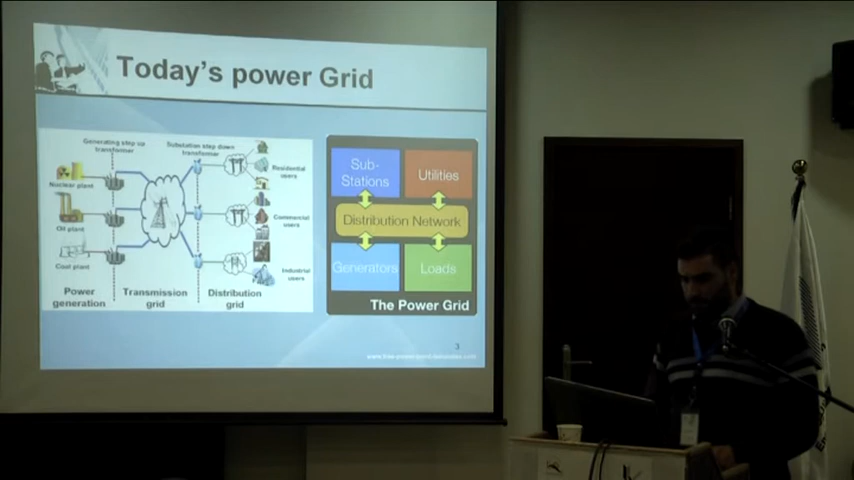 Today's power Grid
Generating step up
transformer
Substation step down
transformer
Nuclear plant
Oil plant
Coal plant
Residential
users
Commercial
users
Industrial
users
Power
generation
Transmission
grid
Distribution
grid
Sub-
Stations
Utilities
Distribution Network
Generators
Loads
The Power Grid
3